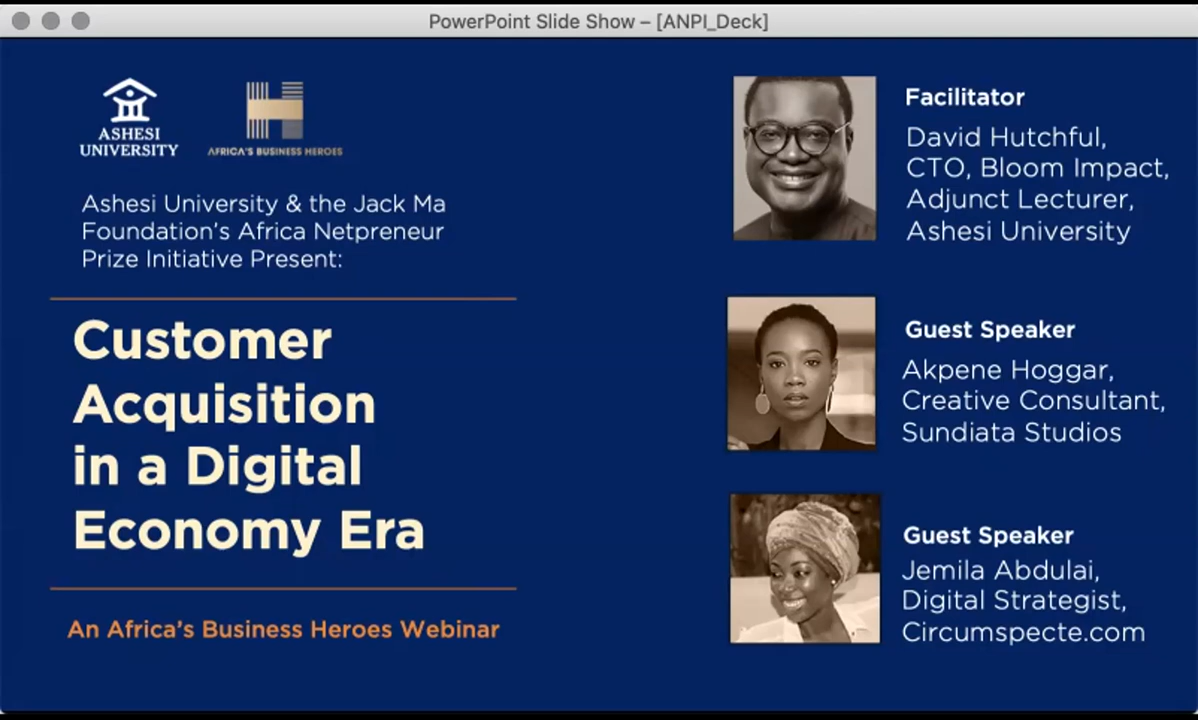 PowerPoint Slide Show – [ANPI_Deck]
ASHESI
UNIVERSITY
AFRICA'S BUSINESS HEROES
Ashesi University & the Jack Ma
Foundation's Africa Netpreneur
Prize Initiative Present:
Customer
Acquisition
in a Digital
Economy Era
An Africa's Business Heroes Webinar
Facilitator
David Hutchful,
CTO, Bloom Impact,
Adjunct Lecturer,
Ashesi University
Guest Speaker
Akpene Hoggar,
Creative Consultant,
Sundiata Studios
Guest Speaker
Jemila Abdulai,
Digital Strategist,
Circumspecte.com